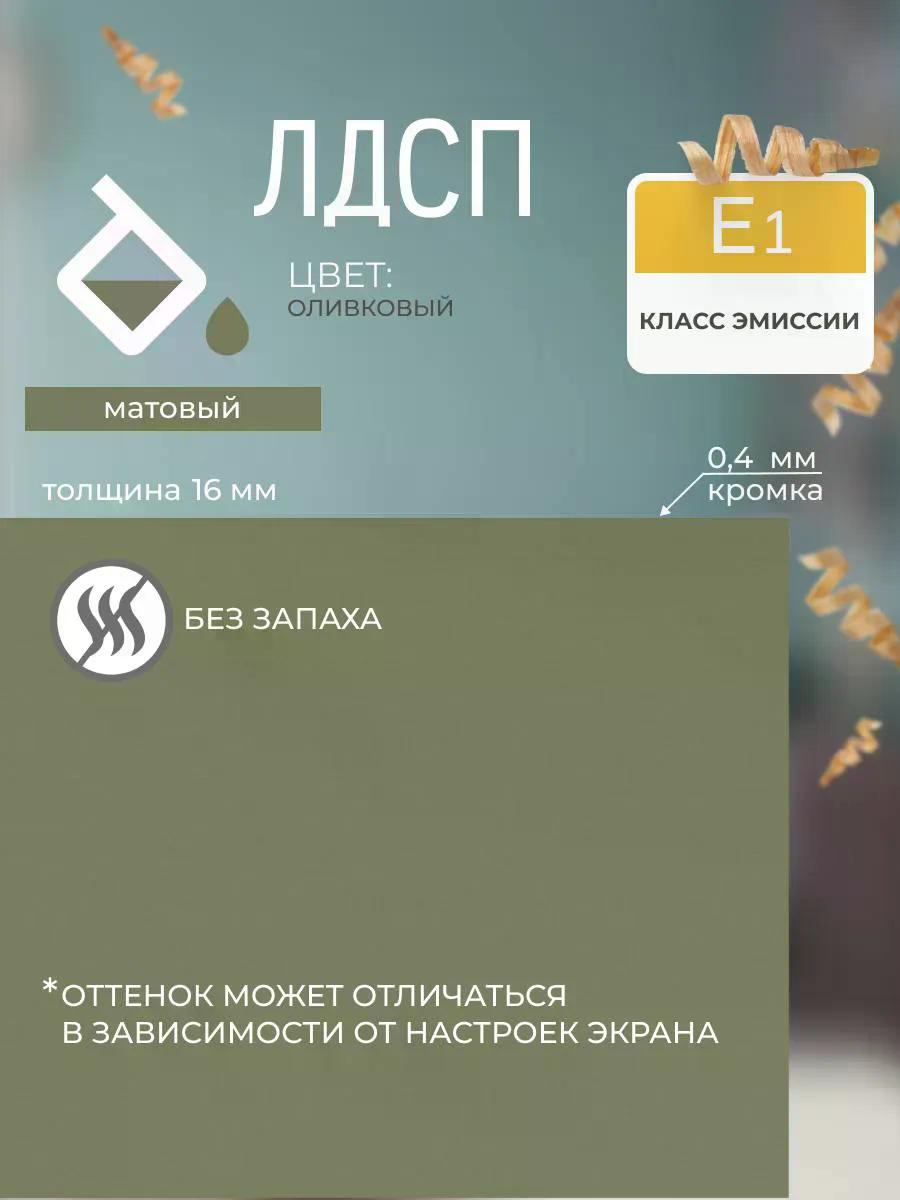 ЛДСП
ЦВЕТ:
ОЛИВКОВЫЙ
E1
КЛАСС ЭМИССИИ
матовый
толщина 16 мм
0,4 мм
кромка
БЕЗ ЗАПАХА
*ОТТЕНОК МОЖЕТ ОТЛИЧАТЬСЯ
В ЗАВИСИМОСТИ ОТ НАСТРОЕК ЭКРАНА